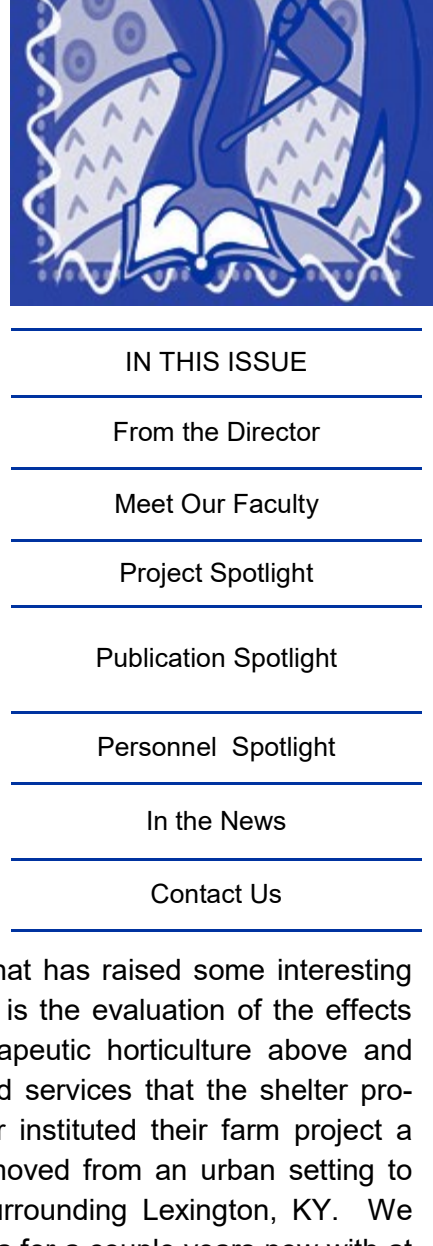 IN THIS ISSUE
From the Director
Meet Our Faculty
Project Spotlight
Publication Spotlight
Personnel  Spotlight
In the News
Contact Us
has raised some interesting
is the evaluation of the effects
horticulture above and
services that the shelter pro-
instituted their farm project a
from an urban setting to
Lexington, KY.  We
for a couple years now with at